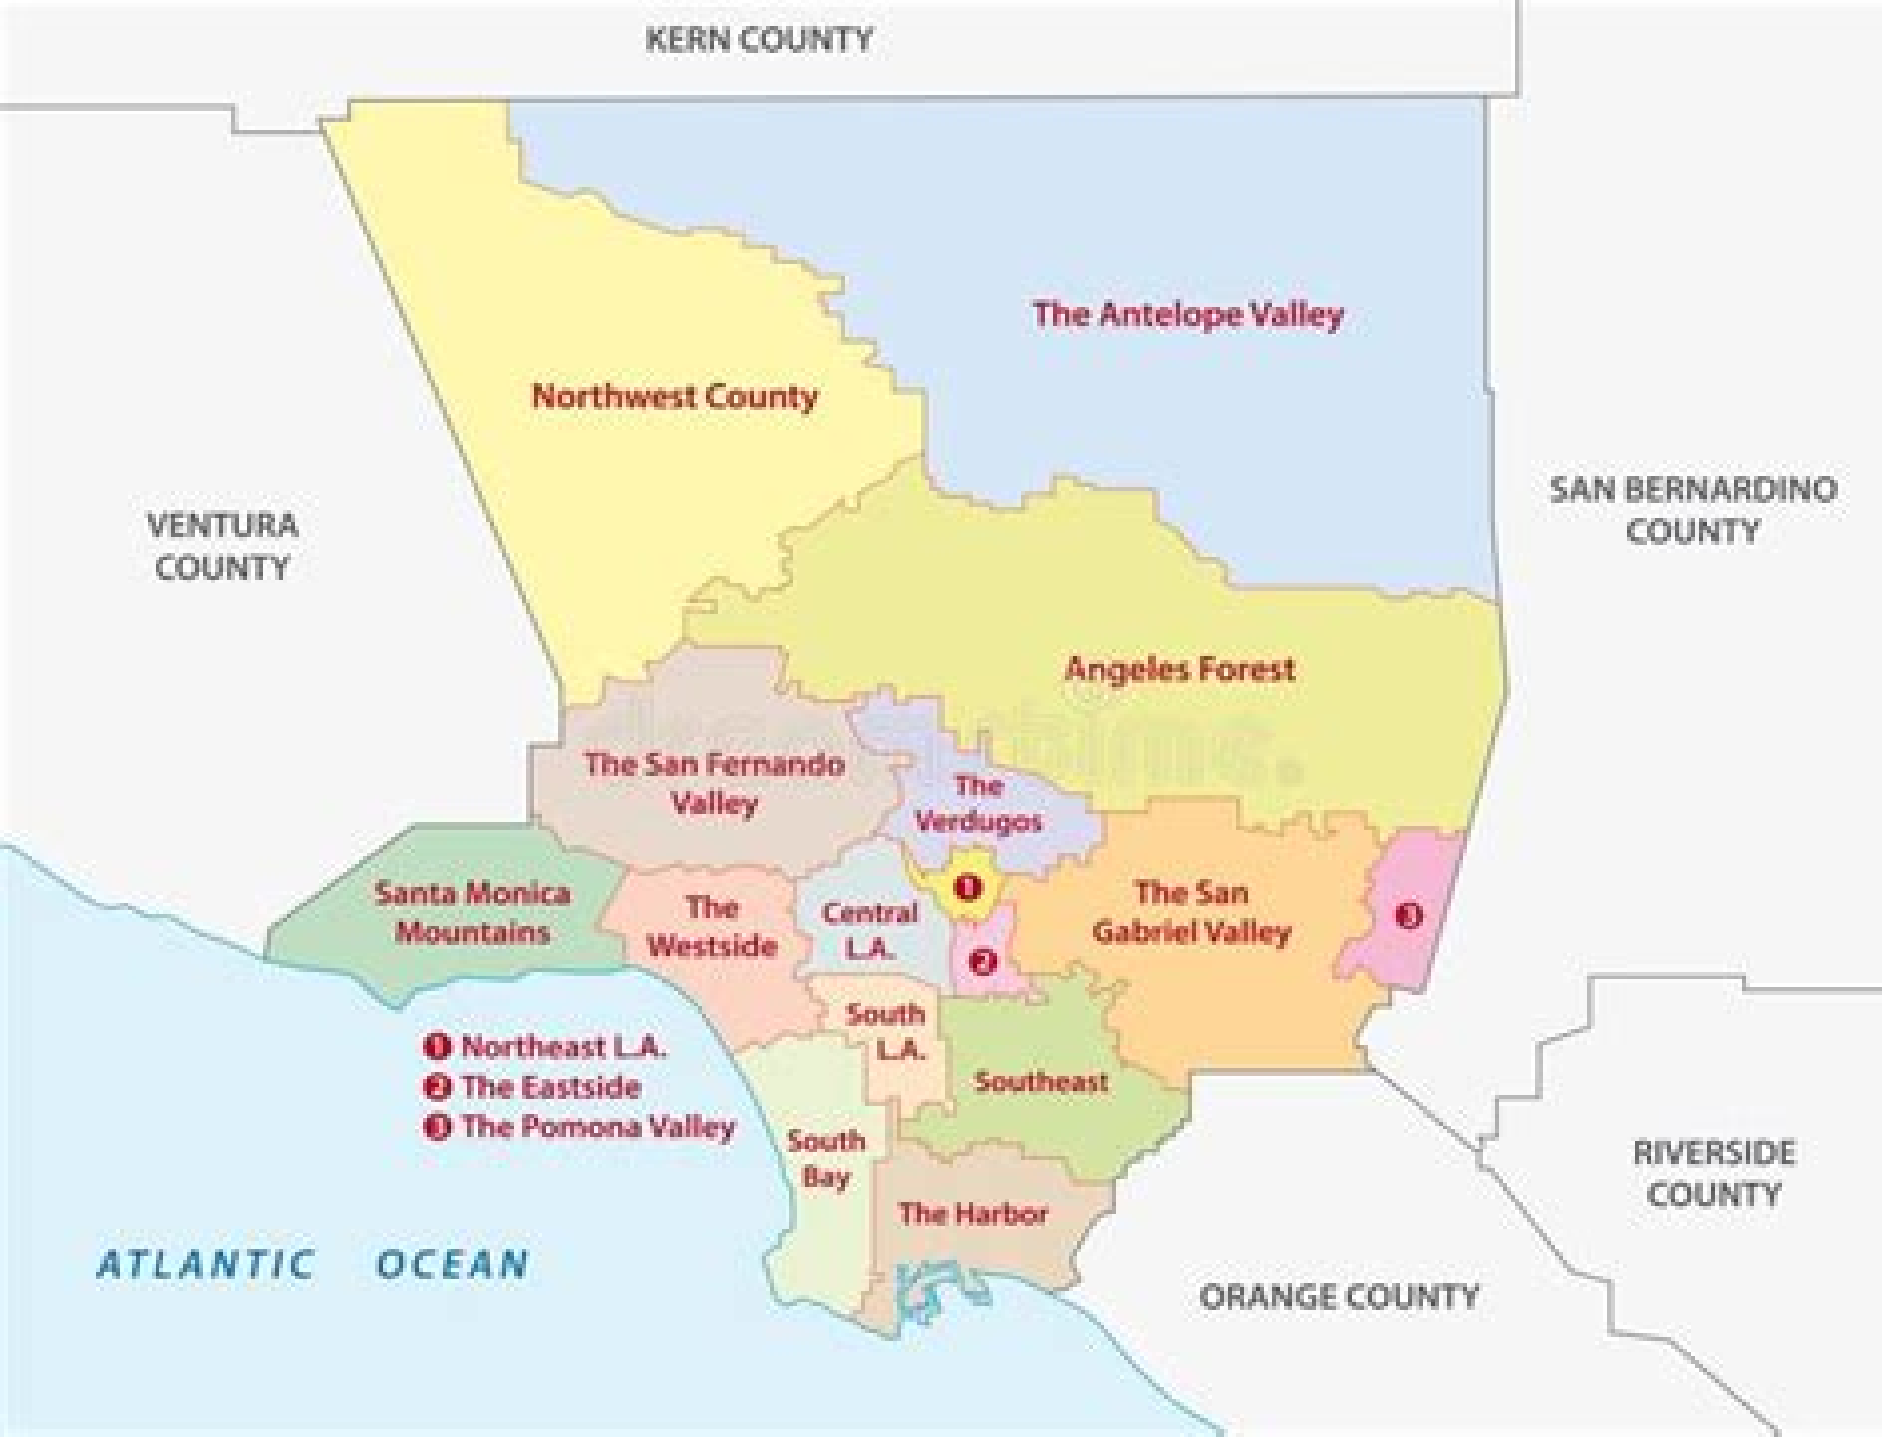 KERN COUNTY
The Antelope Valley
Northwest County
VENTURA
COUNTY
SAN BERNARDINO
COUNTY
Angeles Forest
The San Fernando
Valley
The
Verdugos
Santa Monica
Mountains
The
Westside
Central
L.A.
1
2
The San
Gabriel Valley
3
South
L.A.
Southeast
1 Northeast L.A.
2 The Eastside
3 The Pomona Valley
South
Bay
The Harbor
RIVERSIDE
COUNTY
ATLANTIC OCEAN
ORANGE COUNTY